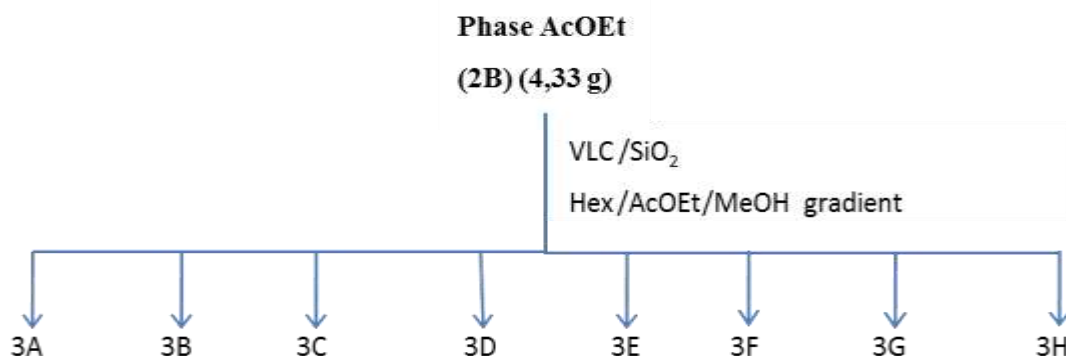 Phase AcOEt
(2B) (4,33 g)
VLC/SiO₂
Hex/AcOEt/MeOH gradient
3A 3B 3C 3D 3E 3F 3G 3H